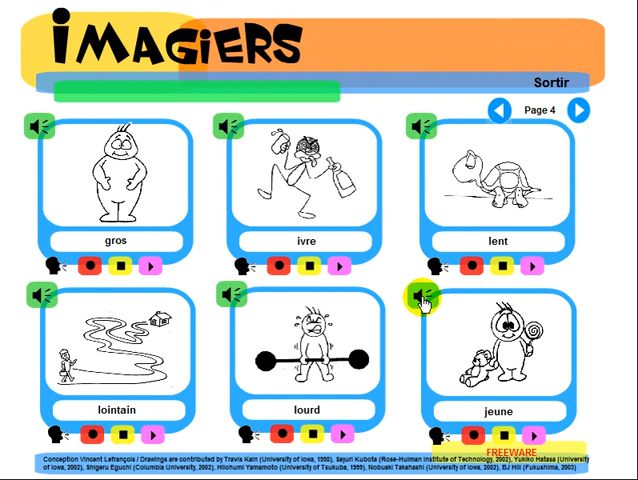 iMAGiERS
Sortir
Page 4
gros
ivre
lent
lointain
lourd
jeune
FREEWARE
Conception Vincent Lefrançois / Drawings are contributed by Travis Kain (University of Iowa, 1998), Sayuri Kubota (Rose-Hulman Institute of Technology, 2002), Yukiko Hatasa (University
of Iowa, 2002), Shigeru Eguchi (Columbia University, 2002), Hilofumi Yamamoto (University of Tsukuba, 1999), Nobuaki Takahashi (University of Iowa, 2002), BJ Hill (Fukushima, 2003)